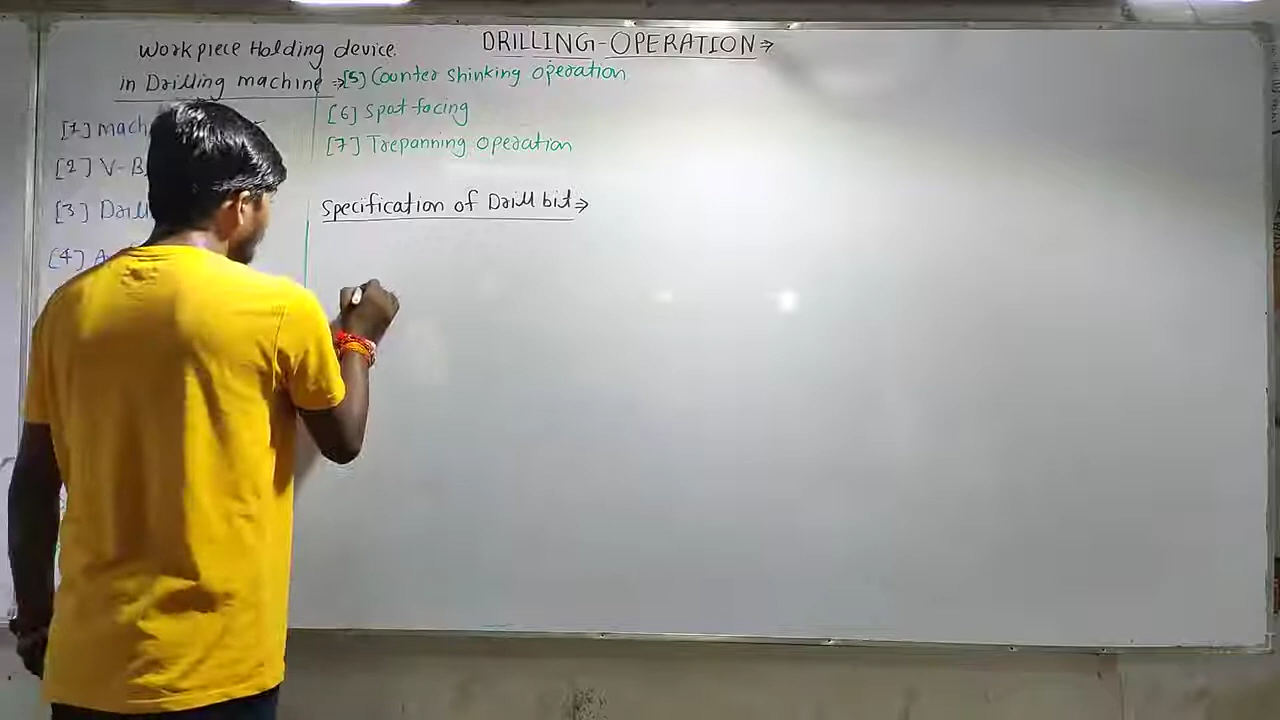 DRILLING-OPERATION→
Workpiece Holding device.
in Drilling machine →
[1] mach
[2] V-B
[3] Drill
[4] A
[5] Counter shinking operation
[6] Spot facing
[7] Trepanning operation
Specification of Drill bit→